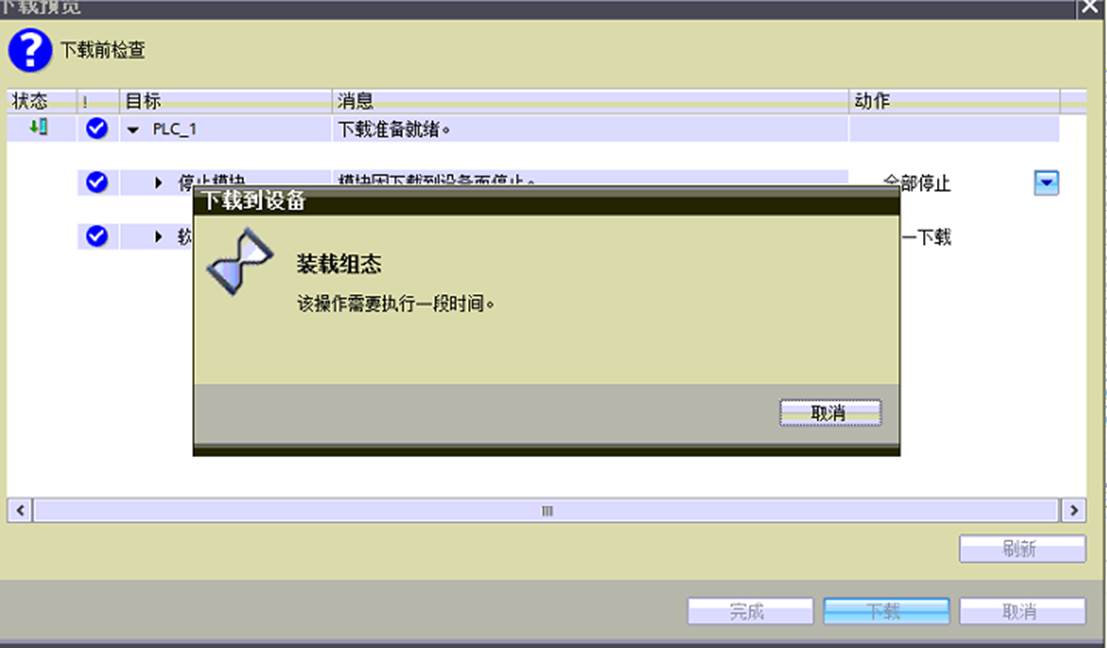 下载预览
下载前检查
状态 ! 目标 消息 动作
PLC_1 下载准备就绪。
停止模块 模块因下载到设备而停止。 全部停止
软 一下载
下载到设备
装载组态
该操作需要执行一段时间。
取消
刷新
完成 下载 取消